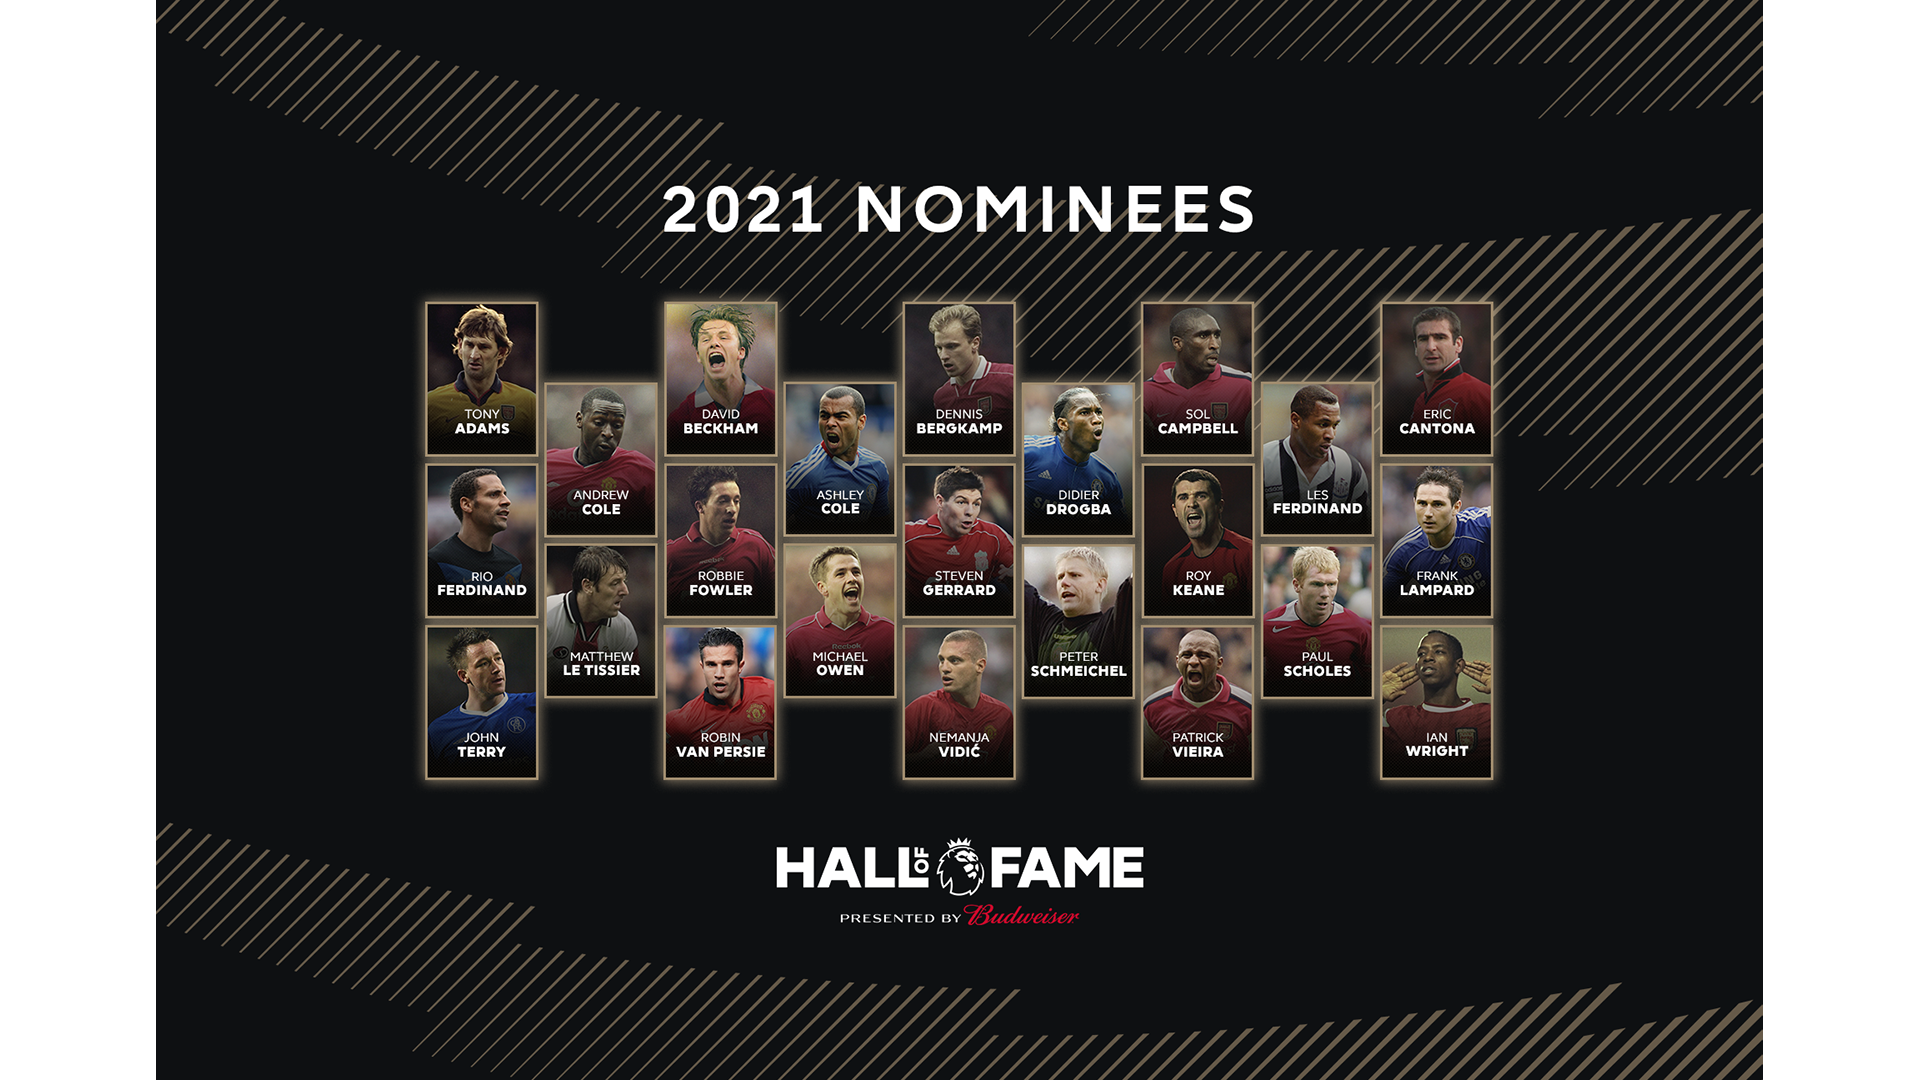 2021 NOMINEES
TONY
ADAMS
DAVID
BECKHAM
DENNIS
BERGKAMP
SOL
CAMPBELL
ERIC
CANTONA
ANDREW
COLE
ASHLEY
COLE
DIDIER
DROGBA
LES
FERDINAND
RIO
FERDINAND
ROBBIE
FOWLER
STEVEN
GERRARD
ROY
KEANE
FRANK
LAMPARD
MATTHEW
LE TISSIER
MICHAEL
OWEN
PETER
SCHMEICHEL
PAUL
SCHOLES
JOHN
TERRY
ROBIN
VAN PERSIE
NEMANJA
VIDIĆ
PATRICK
VIEIRA
IAN
WRIGHT
HALL OF FAME
PRESENTED BY Budweiser